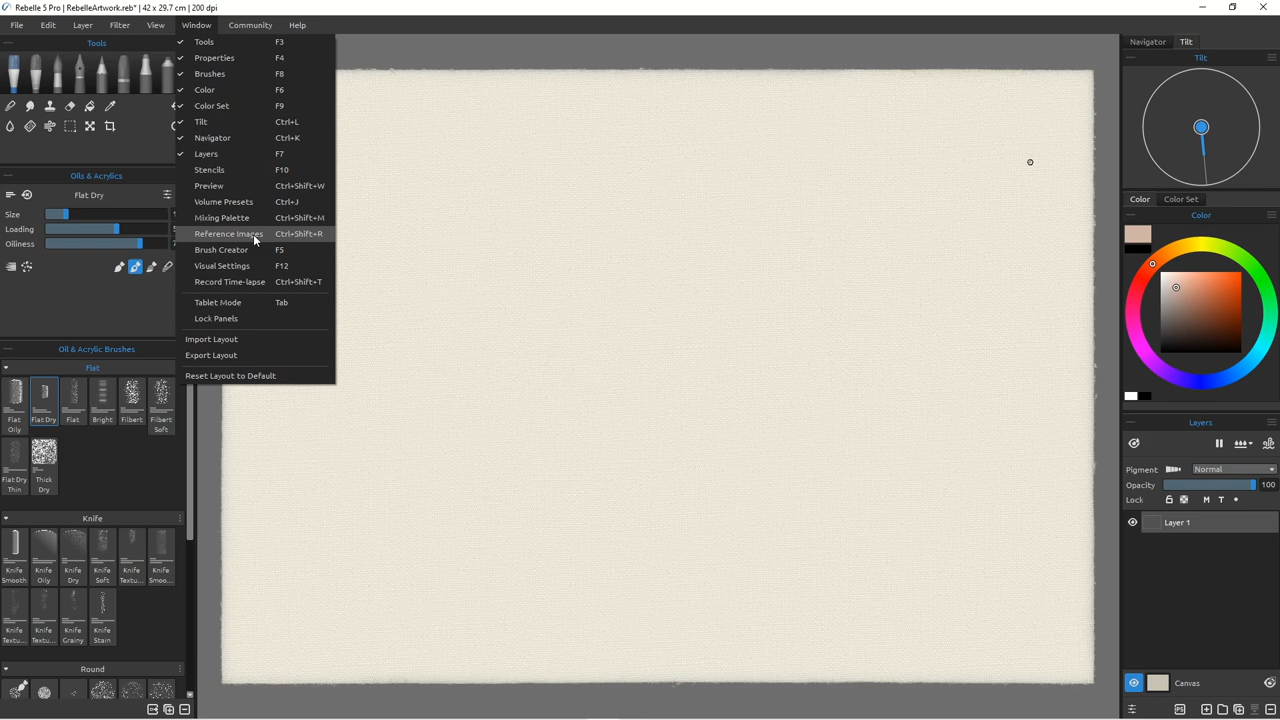 Rebelle 5 Pro | RebelleArtwork.reb* | 42 x 29.7 cm | 200 dpi
File Edit Layer Filter View Window Community Help
Tools
Tools F3
Properties F4
Brushes F8
Color F6
Color Set F9
Tilt Ctrl+L
Navigator Ctrl+K
Layers F7
Stencils F10
Preview Ctrl+Shift+W
Volume Presets Ctrl+J
Mixing Palette Ctrl+Shift+M
Reference Images Ctrl+Shift+R
Brush Creator F5
Visual Settings F12
Record Time-lapse Ctrl+Shift+T
Tablet Mode Tab
Lock Panels
Import Layout
Export Layout
Reset Layout to Default
Oils & Acrylics
Flat Dry
Size
Loading
Oiliness
Oil & Acrylic Brushes
Flat
Flat Oily
Flat Dry
Flat
Bright
Filbert
Filbert Soft
Flat Dry Thin
Thick Dry
Knife
Knife Smooth
Knife Oily
Knife Dry
Knife Soft
Knife Textu...
Knife Smoo...
Knife Textu...
Knife Textu...
Knife Grainy
Knife Stain
Round
Navigator Tilt
Tilt
Color Color Set
Color
Layers
Pigment Normal
Opacity 100
Lock M T
Layer 1
Canvas
PS